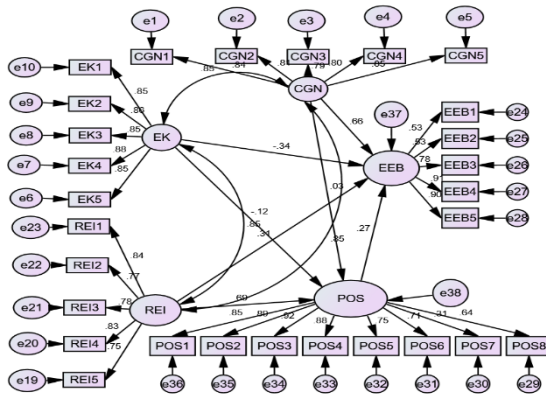 e1 e2 e3 e4 e5
CGN1 CGN2 CGN3 CGN4 CGN5
.85 .84 .81 .79 .80 .85
CGN
e10 EK1
e9 EK2
e8 EK3
e7 EK4
e6 EK5
.85
.85
.88
.85
EK
.66
-.34
.03
e37
EEB
.53
.53
.78
.90
EEB1 e24
EEB2 e25
EEB3 e26
EEB4 e27
EEB5 e28
-.12
.31
.85
.27
e23 REI1
e22 REI2
e21 REI3
e20 REI4
e19 REI5
.84
.77
.78
.83
.75
REI
.69
POS
e38
.85 .92 .88 .75 .71 .31 .64
POS1 POS2 POS3 POS4 POS5 POS6 POS7 POS8
e36 e35 e34 e33 e32 e31 e30 e29